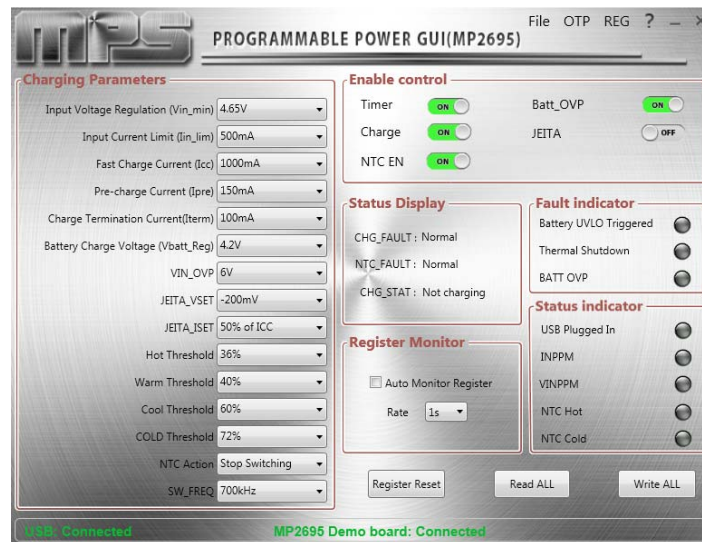 mps
PROGRAMMABLE POWER GUI(MP2695)
File OTP REG ?
Charging Parameters
Input Voltage Regulation (Vin_min) 4.65V
Input Current Limit (Iin_lim) 500mA
Fast Charge Current (Icc) 1000mA
Pre-charge Current (Ipre) 150mA
Charge Termination Current(Iterm) 100mA
Battery Charge Voltage (Vbatt_Reg) 4.2V
VIN_OVP 6V
JEITA_VSET -200mV
JEITA_ISET 50% of ICC
Hot Threshold 36%
Warm Threshold 40%
Cool Threshold 60%
COLD Threshold 72%
NTC Action Stop Switching
SW_FREQ 700kHz
Enable control
Timer ON
Batt_OVP ON
Charge ON
JEITA OFF
NTC EN ON
Status Display
CHG_FAULT : Normal
NTC_FAULT : Normal
CHG_STAT : Not charging
Fault indicator
Battery UVLO Triggered
Thermal Shutdown
BATT OVP
Status indicator
USB Plugged In
INPPM
VINPPM
NTC Hot
NTC Cold
Register Monitor
Auto Monitor Register
Rate 1s
Register Reset
Read ALL
Write ALL
USB: Connected
MP2695 Demo board: Connected